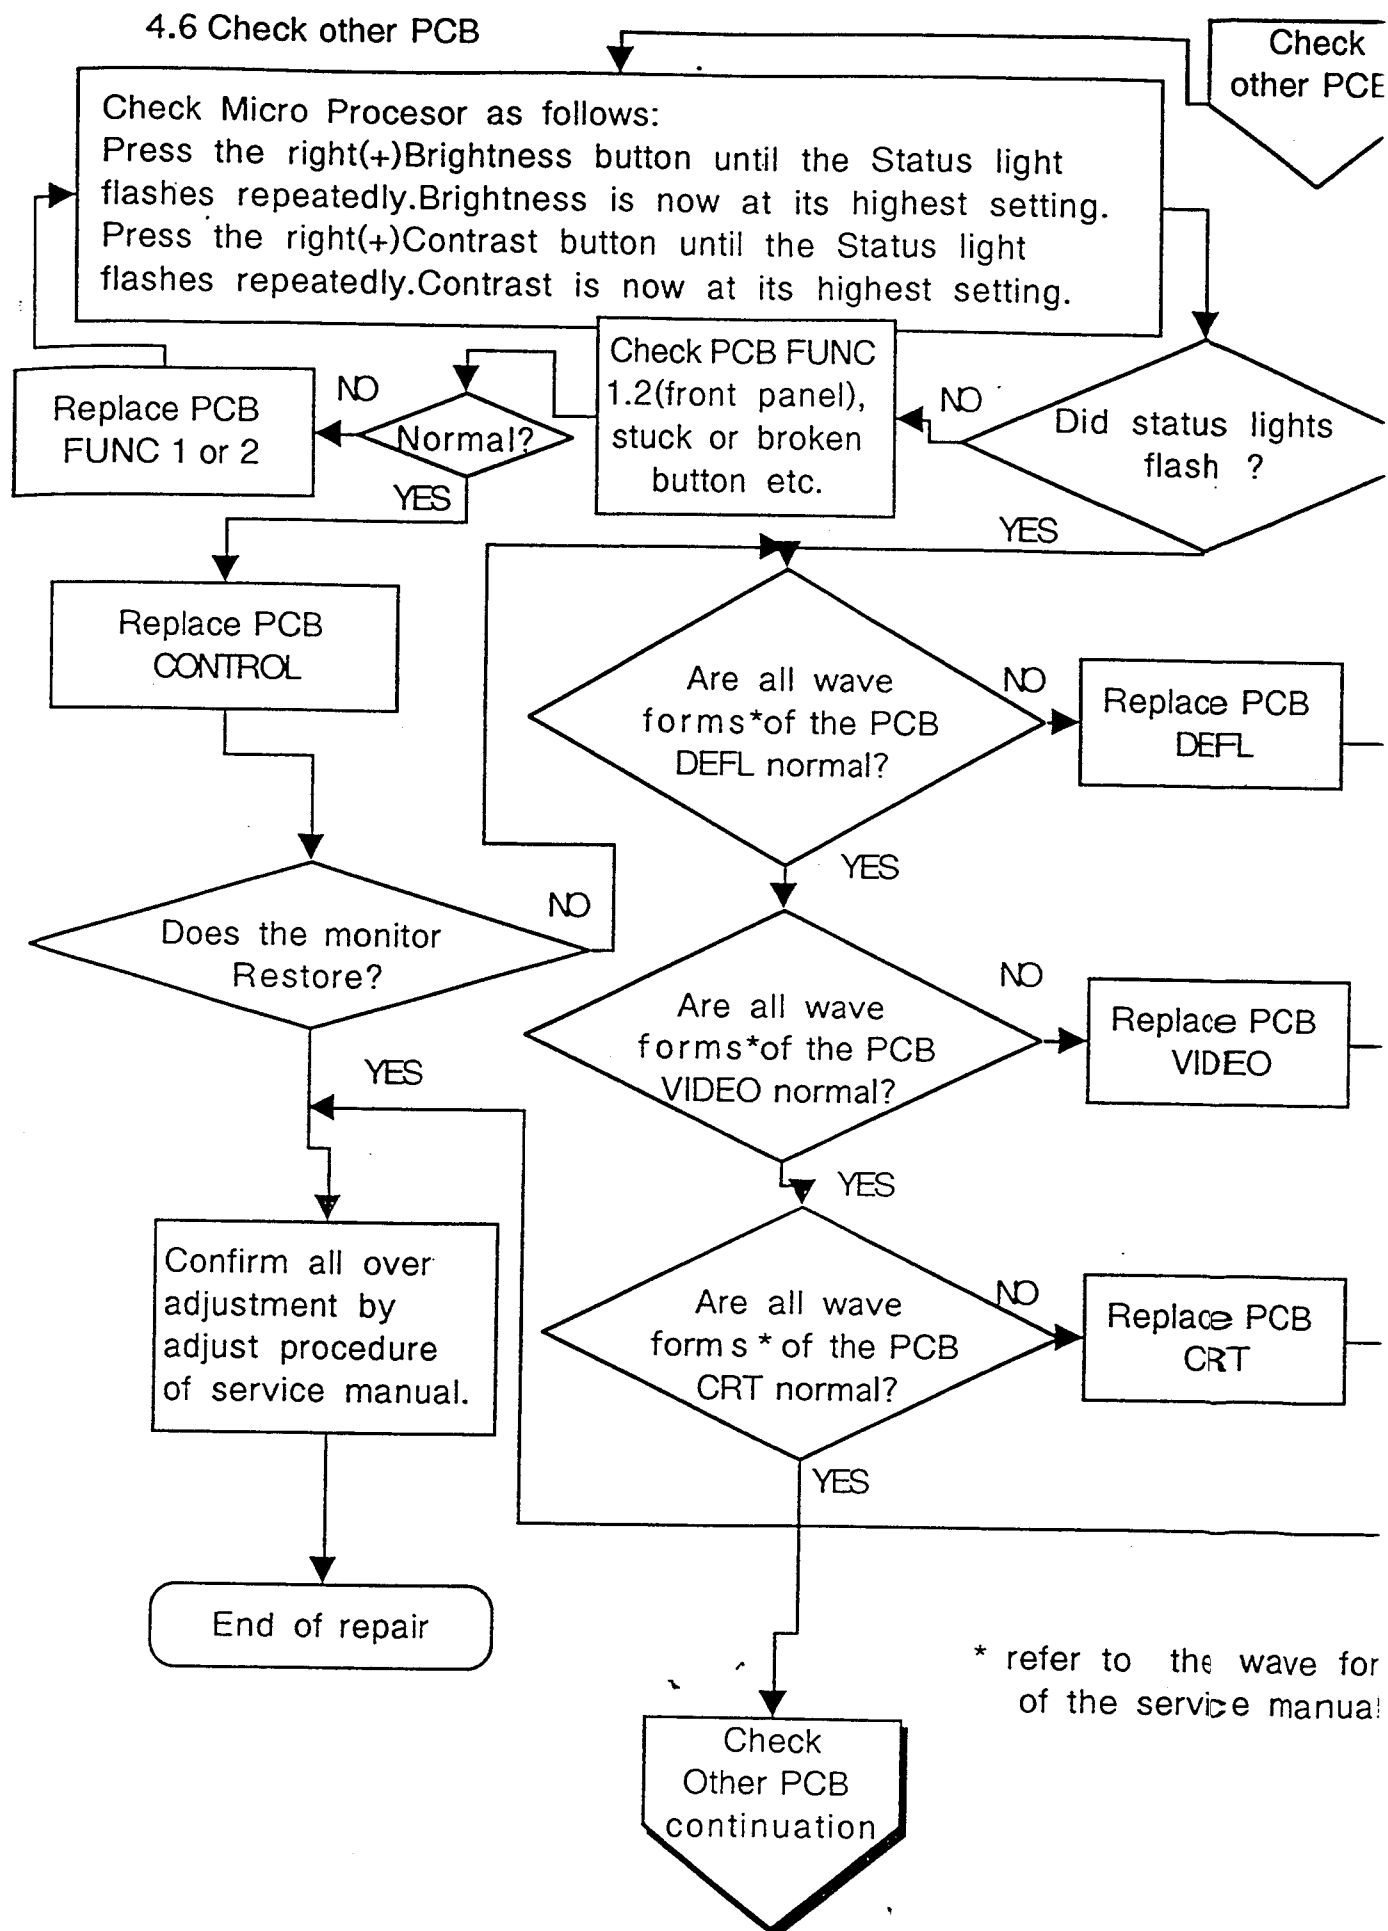 4.6 Check other PCB
Check
other PCB
Check Micro Procesor as follows:
Press the right(+)Brightness button until the Status light
flashes repeatedly.Brightness is now at its highest setting.
Press the right(+)Contrast button until the Status light
flashes repeatedly.Contrast is now at its highest setting.
Did status lights
flash ?
NO
YES
Check PCB FUNC
1.2(front panel),
stuck or broken
button etc.
Normal?
NO
YES
Replace PCB
FUNC 1 or 2
Replace PCB
CONTROL
Does the monitor
Restore?
NO
YES
Are all wave
forms*of the PCB
DEFL normal?
NO
YES
Replace PCB
DEFL
Are all wave
forms*of the PCB
VIDEO normal?
NO
YES
Replace PCB
VIDEO
Are all wave
forms * of the PCB
CRT normal?
NO
YES
Replace PCB
CRT
Confirm all over
adjustment by
adjust procedure
of service manual.
End of repair
* refer to the wave for
of the service manual
Check
Other PCB
continuation